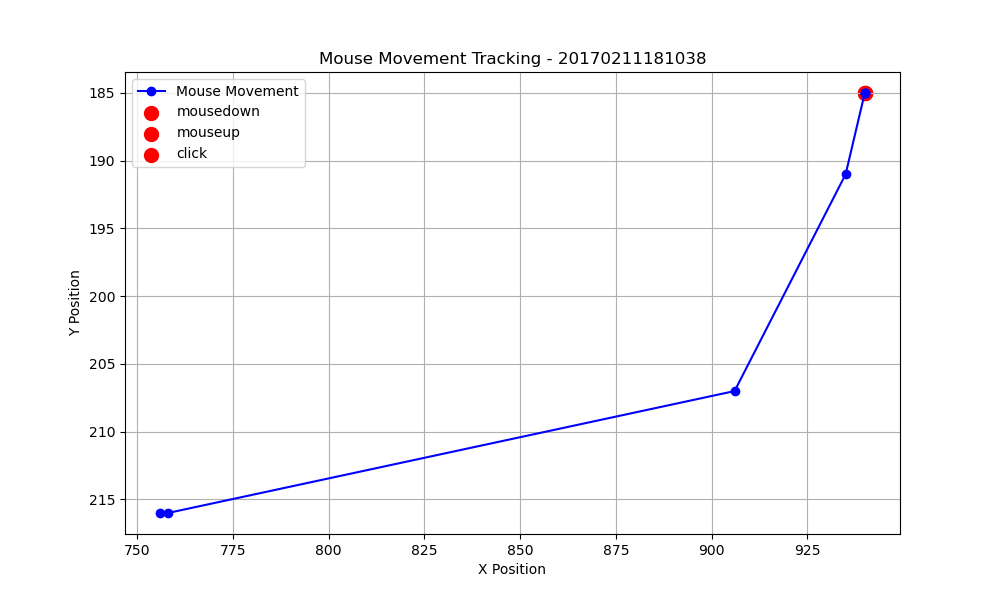 Mouse Movement Tracking - 20170211181038
Mouse Movement
mousedown
mouseup
click
185
190
195
200
205
210
215
Y Position
750
775
800
825
850
875
900
925
X Position